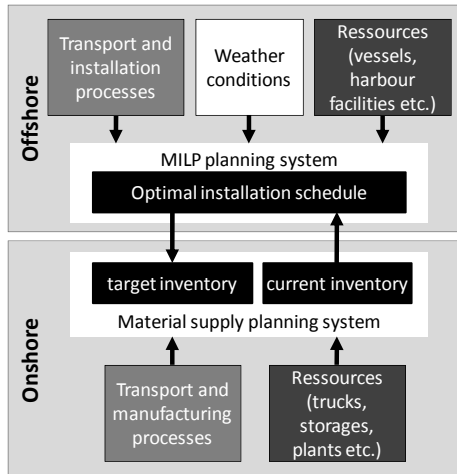 Offshore
Transport and
installation
processes
Weather
conditions
Ressources
(vessels,
harbour
facilities etc.)
MILP planning system
Optimal installation schedule
Onshore
target inventory
current inventory
Material supply planning system
Transport and
manufacturing
processes
Ressources
(trucks,
storages,
plants etc.)